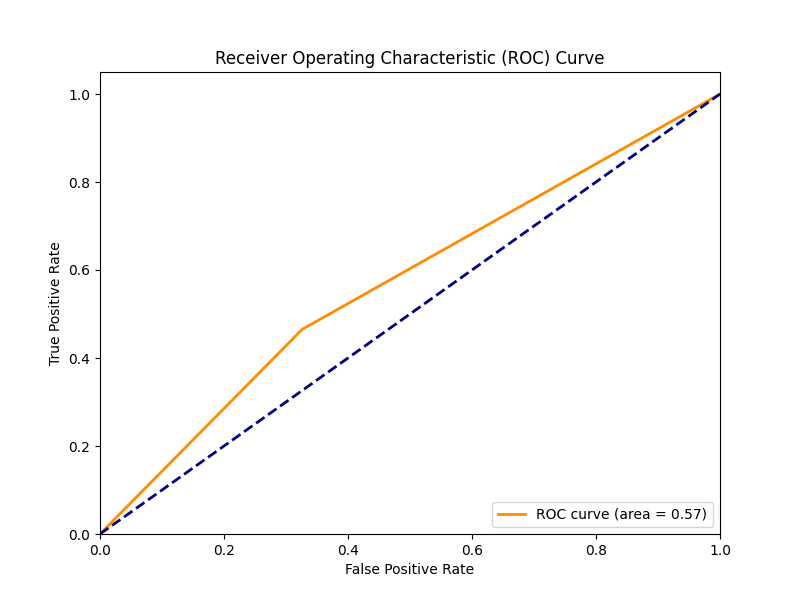 Receiver Operating Characteristic (ROC) Curve
1.0
0.8
0.6
0.4
0.2
0.0
True Positive Rate
ROC curve (area = 0.57)
0.0 0.2 0.4 0.6 0.8 1.0
False Positive Rate